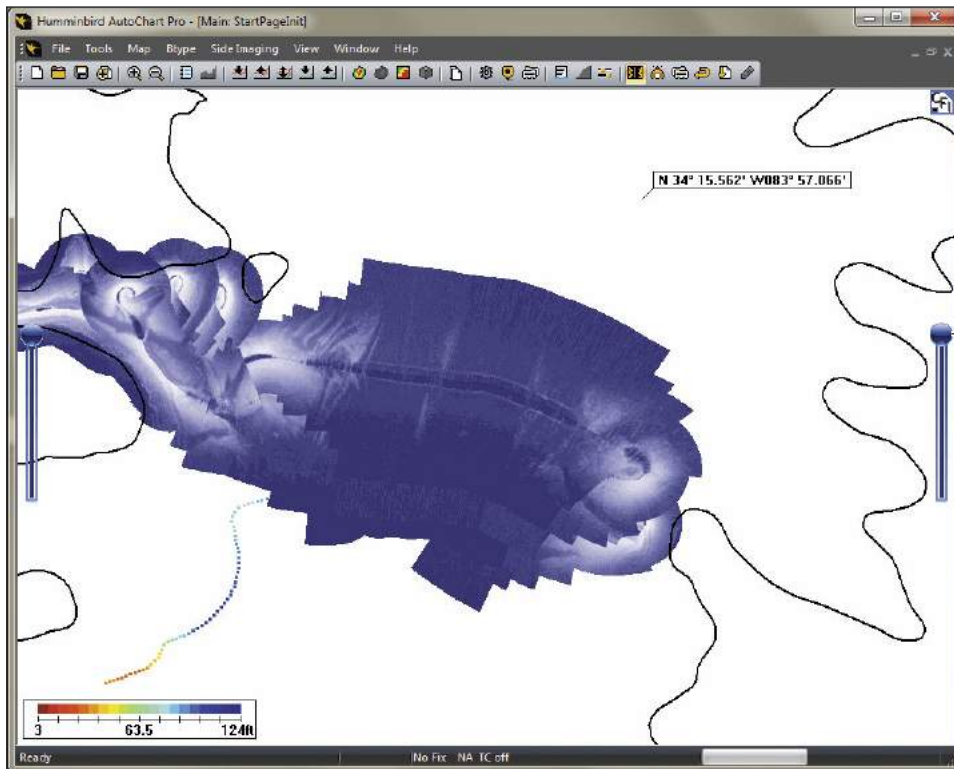 Humminbird AutoChart Pro - [Main: StartPageInit]
File Tools Map Btype Side Imaging View Window Help
N 34° 15.562' W083° 57.066'
3 63.5 124ft
Ready No Fix NA TC off